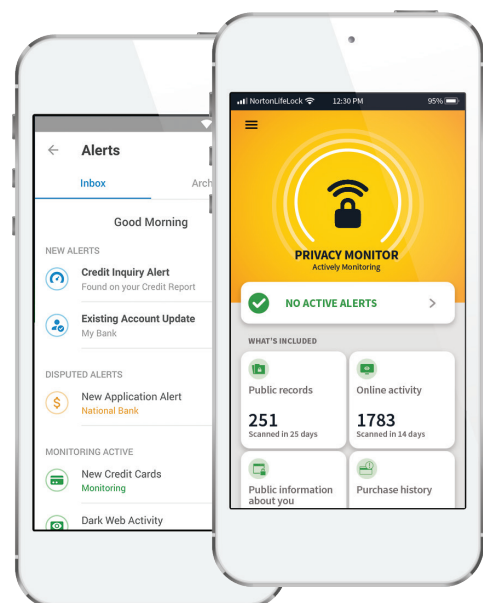 Alerts
Inbox
Arch
Good Morning
NEW ALERTS
Credit Inquiry Alert
Found on your Credit Report
Existing Account Update
My Bank
DISPUTED ALERTS
New Application Alert
National Bank
MONITORING ACTIVE
New Credit Cards
Monitoring
Dark Web Activity
NortonLifeLock 12:30 PM 95%
PRIVACY MONITOR
Actively Monitoring
NO ACTIVE ALERTS
WHAT'S INCLUDED
Public records
251
Scanned in 25 days
Online activity
1783
Scanned in 14 days
Public information
about you
Purchase history